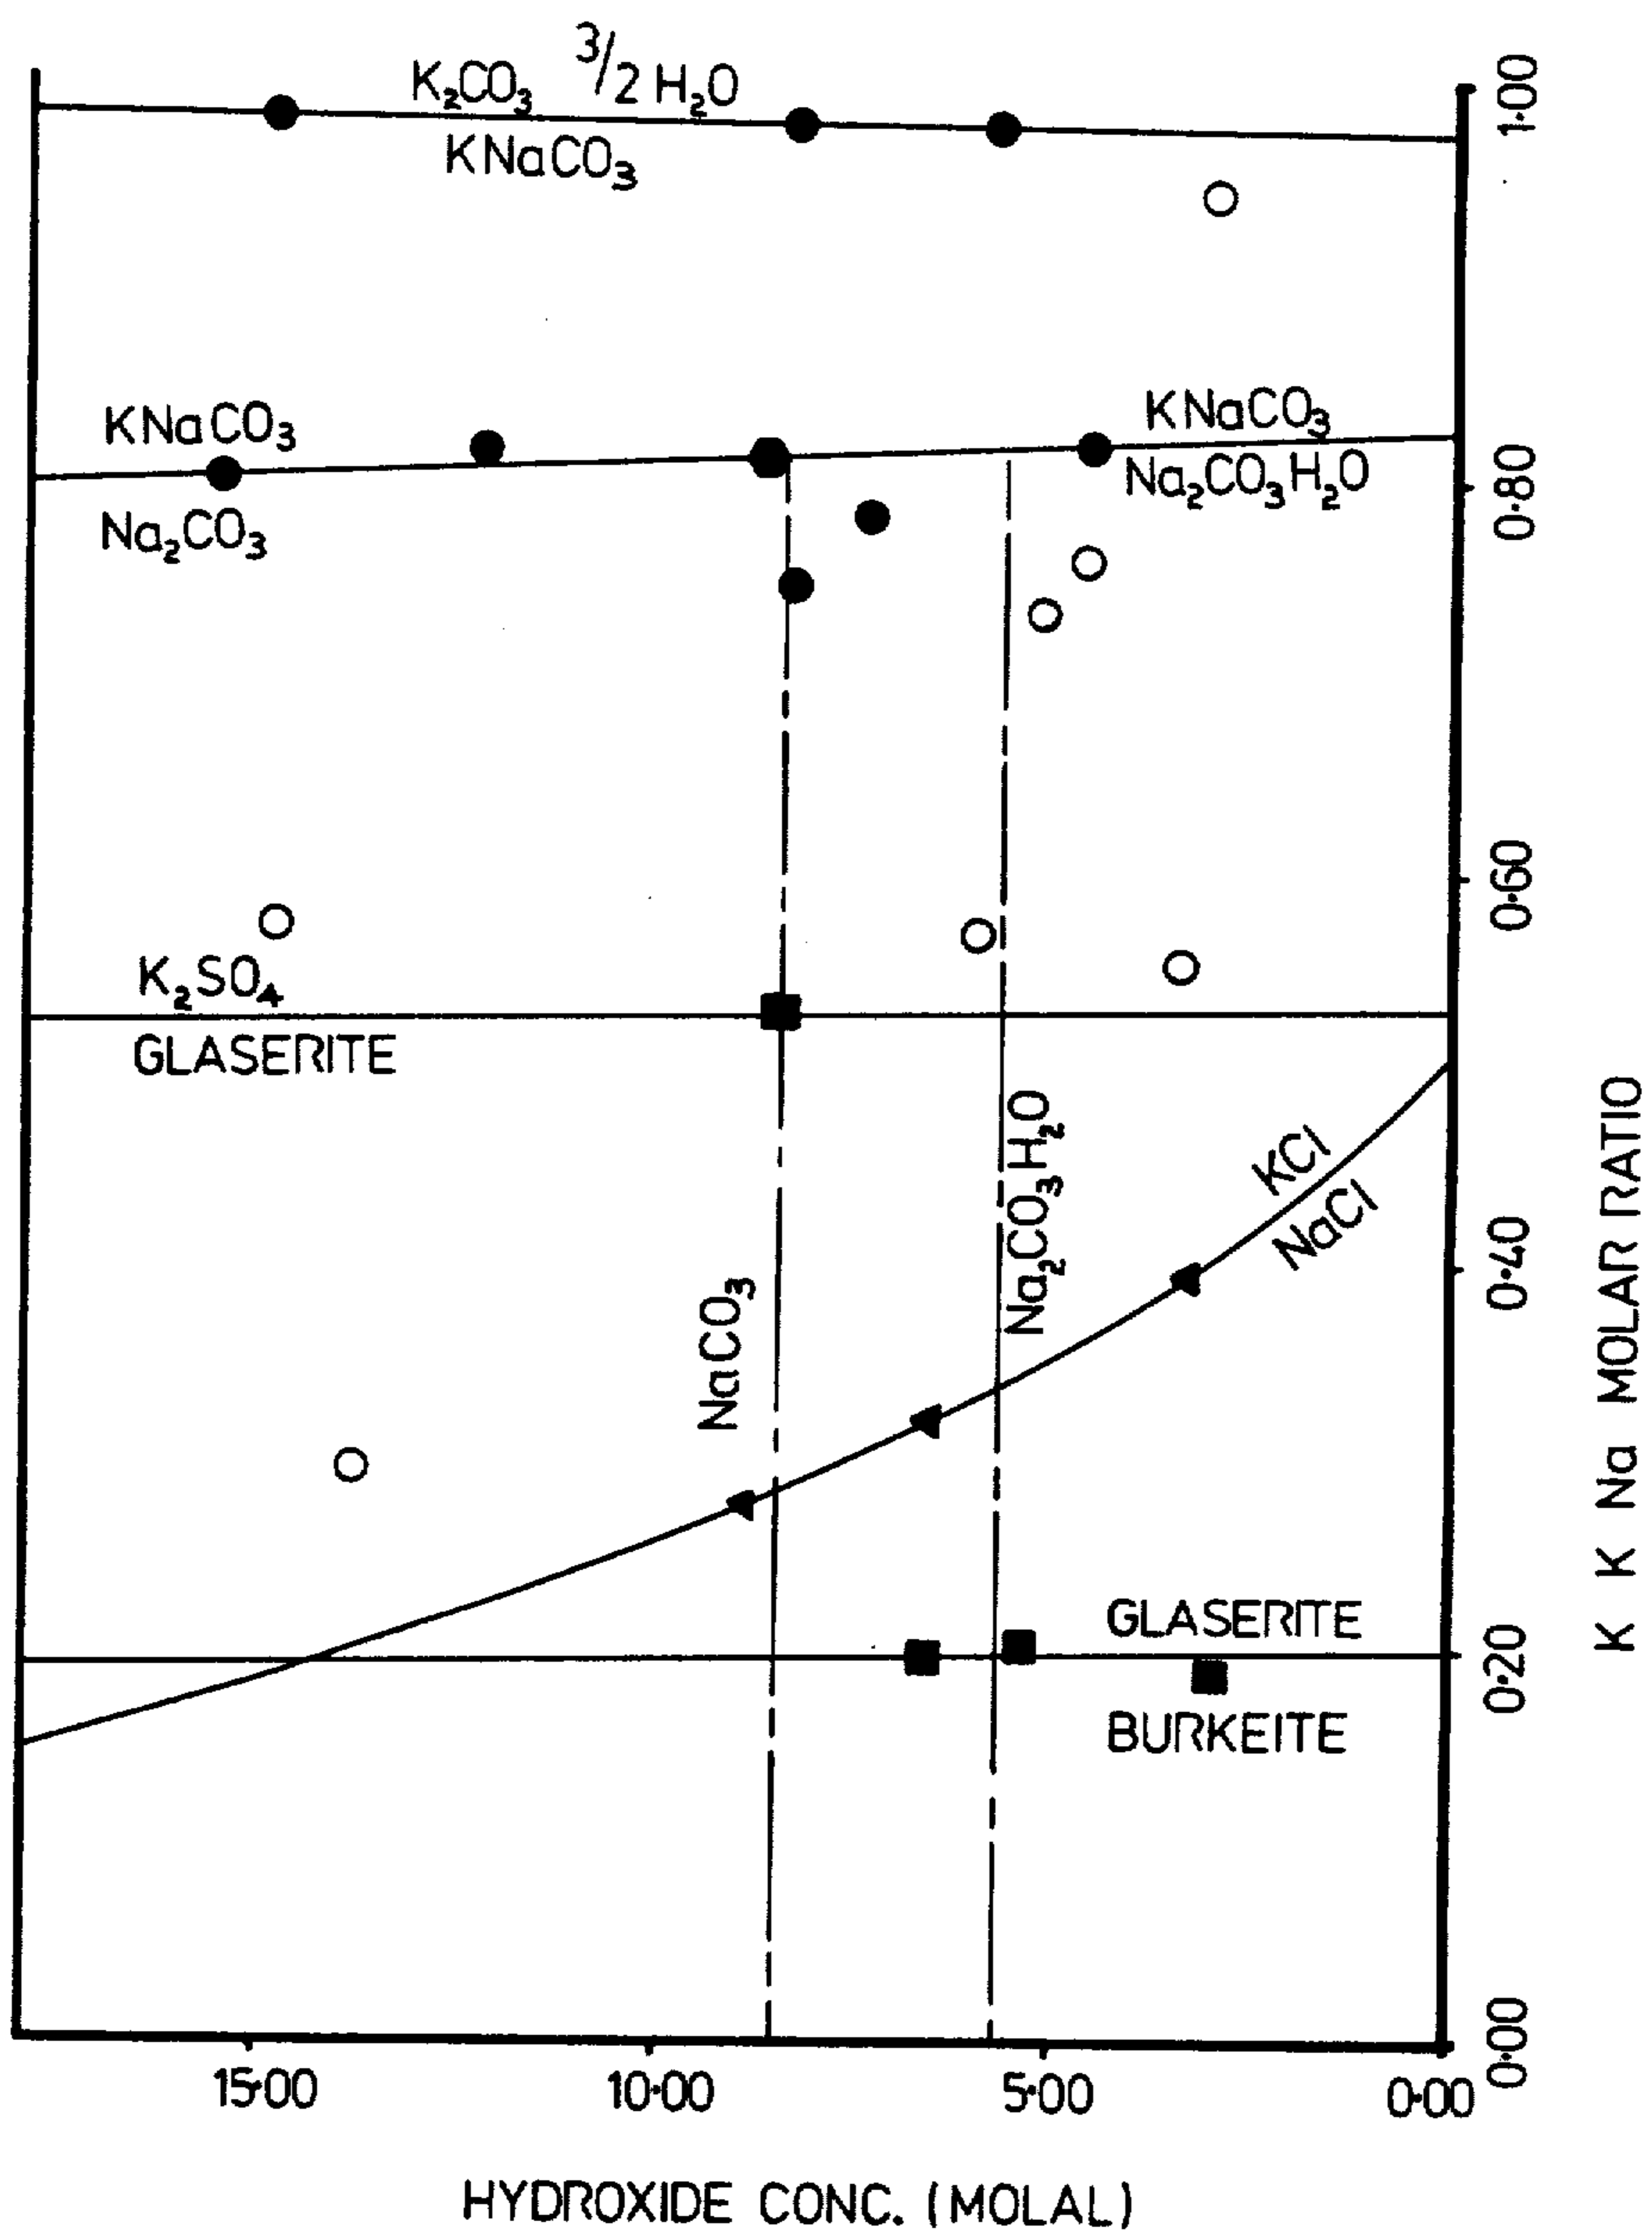 K₂CO₃ 3/2 H₂O
KNaCO₃
1·00
KNaCO₃
Na₂CO₃
KNaCO₃
Na₂CO₃H₂O
0·80
0·60
K₂SO₄
GLASERITE
NaCO₃
Na₂CO₃H₂O
KCl
NaCl
0·40
K K Na MOLAR RATIO
GLASERITE
BURKEITE
0·20
0·00
15·00
10·00
5·00
0·00
HYDROXIDE CONC. (MOLAL)